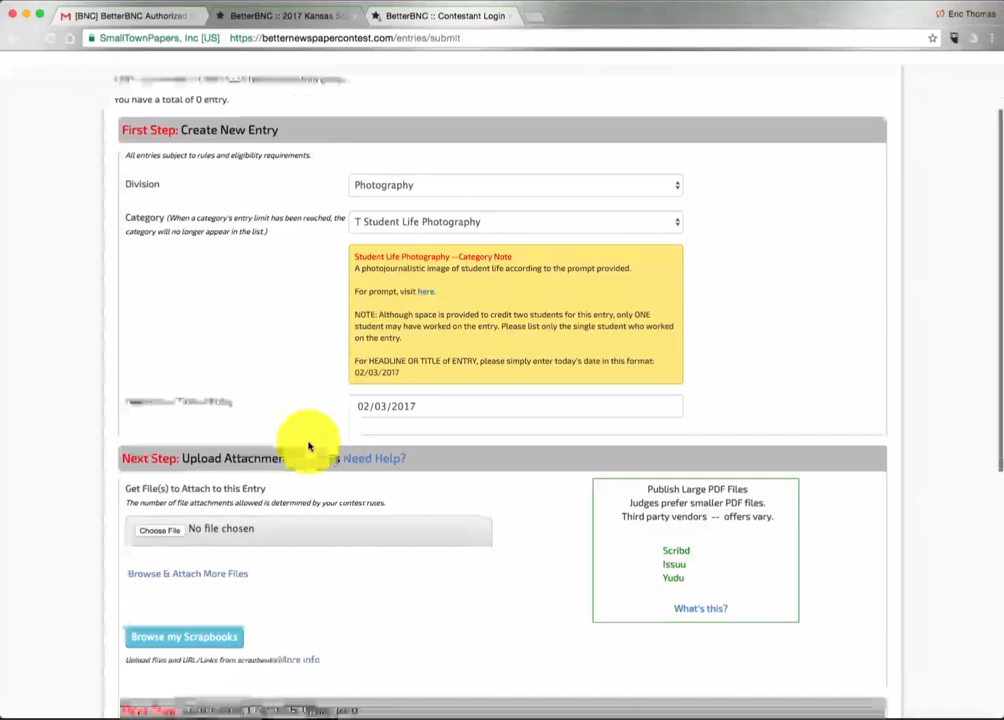 [BNC] BetterBNC Authorized
BetterBNC :: 2017 Kansas
BetterBNC :: Contestant Login
Eric Thomas
SmallTownPapers, Inc [US]
https://betternewspapercontest.com/entries/submit
You have a total of 0 entry.
First Step: Create New Entry
All entries subject to rules and eligibility requirements.
Division
Photography
Category (When a category's entry limit has been reached, the
category will no longer appear in the list.)
T Student Life Photography
Student Life Photography --Category Note
A photojournalistic image of student life according to the prompt provided.
For prompt, visit here.
NOTE: Although space is provided to credit two students for this entry, only ONE
student may have worked on the entry. Please list only the single student who worked
on the entry.
For HEADLINE OR TITLE of ENTRY, please simply enter today's date in this format:
02/03/2017
02/03/2017
Next Step: Upload Attachmen Need Help?
Get File(s) to Attach to this Entry
The number of file attachments allowed is determined by your contest rules.
Choose File No file chosen
Browse & Attach More Files
Browse my Scrapbooks
Upload files and URL/Links from scrapbooks More info
Publish Large PDF Files
Judges prefer smaller PDF files.
Third party vendors -- offers vary.
Scribd
Issuu
Yudu
What's this?